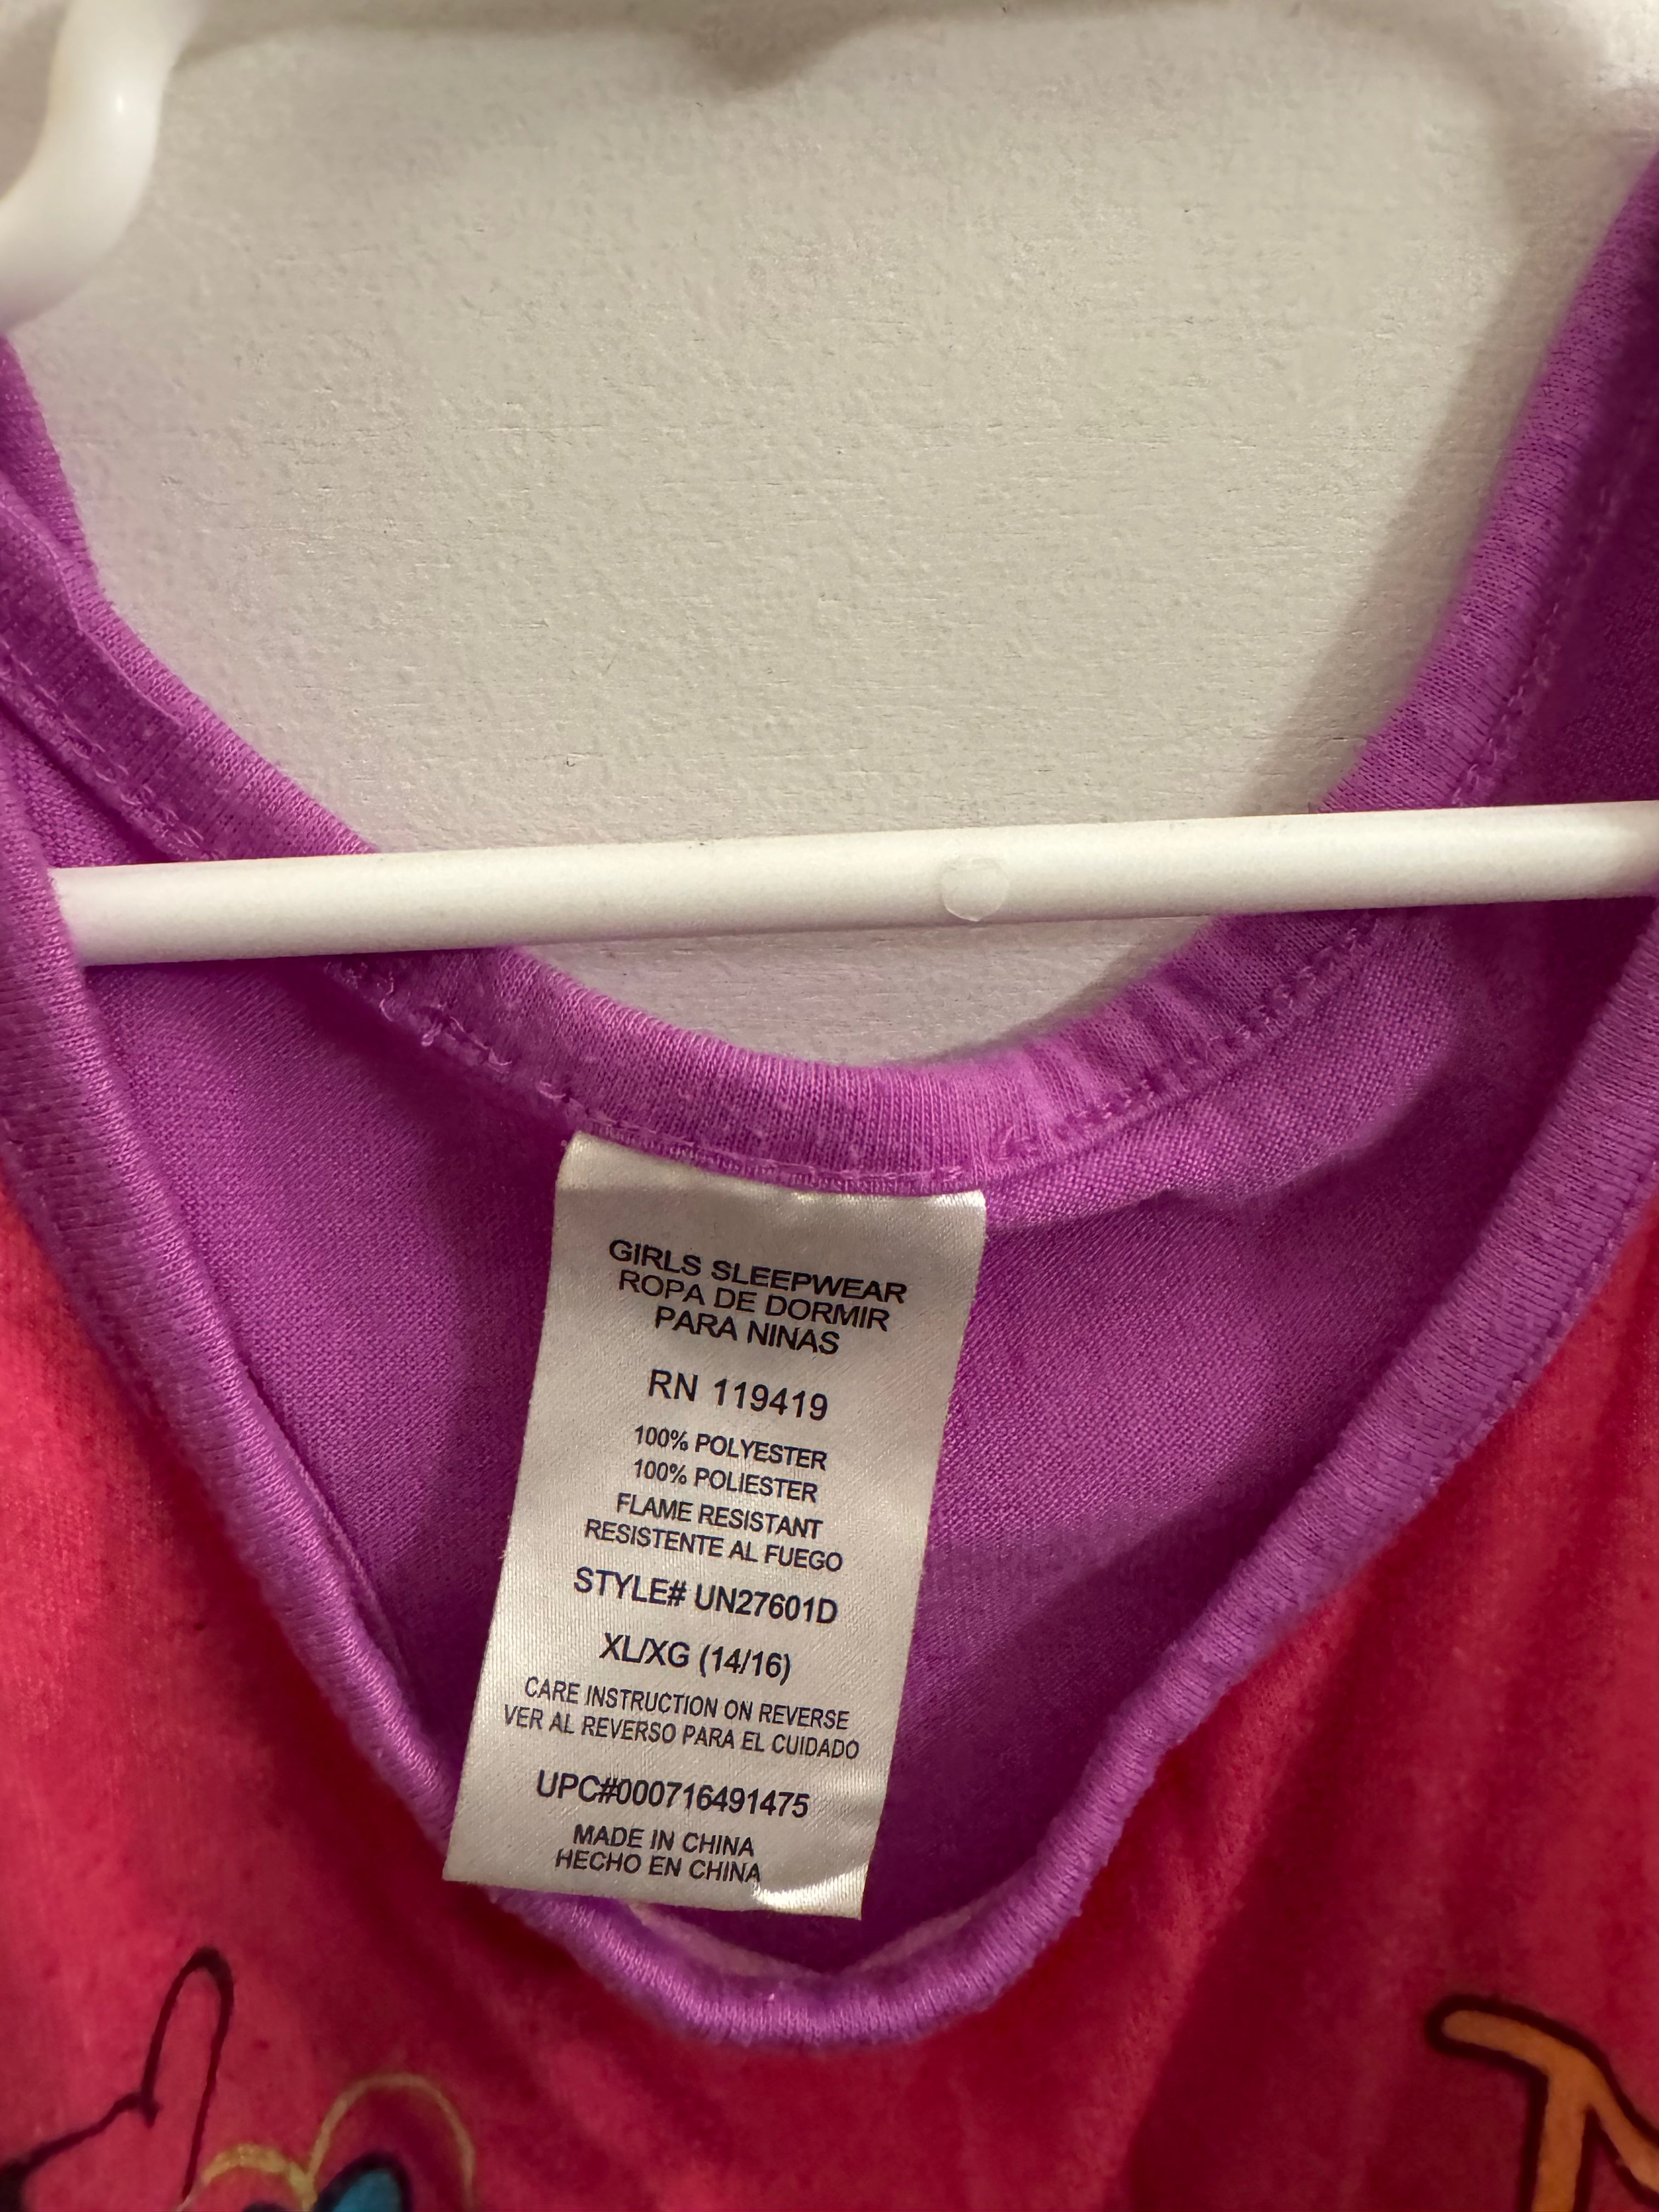 GIRLS SLEEPWEAR
ROPA DE DORMIR
PARA NINAS
RN 119419
100% POLYESTER
100% POLIESTER
FLAME RESISTANT
RESISTENTE AL FUEGO
STYLE# UN27601D
XL/XG (14/16)
CARE INSTRUCTION ON REVERSE
VER AL REVERSO PARA EL CUIDADO
UPC#000716491475
MADE IN CHINA
HECHO EN CHINA